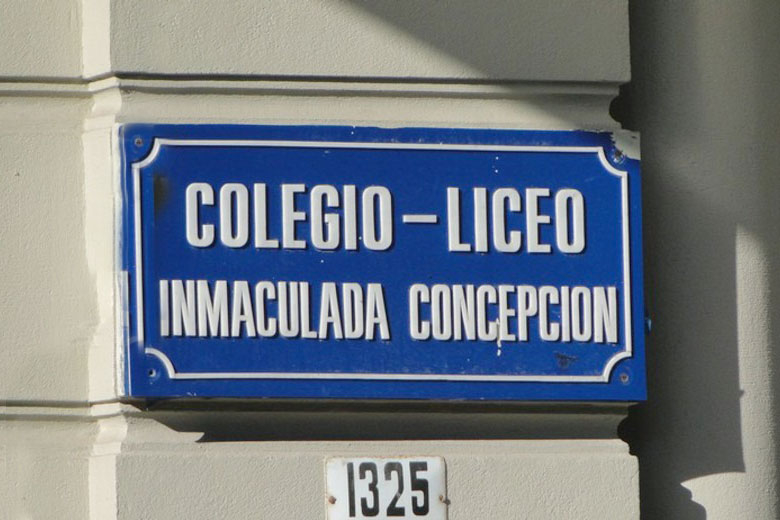 COLEGIO – LICEO
INMACULADA CONCEPCION
1325